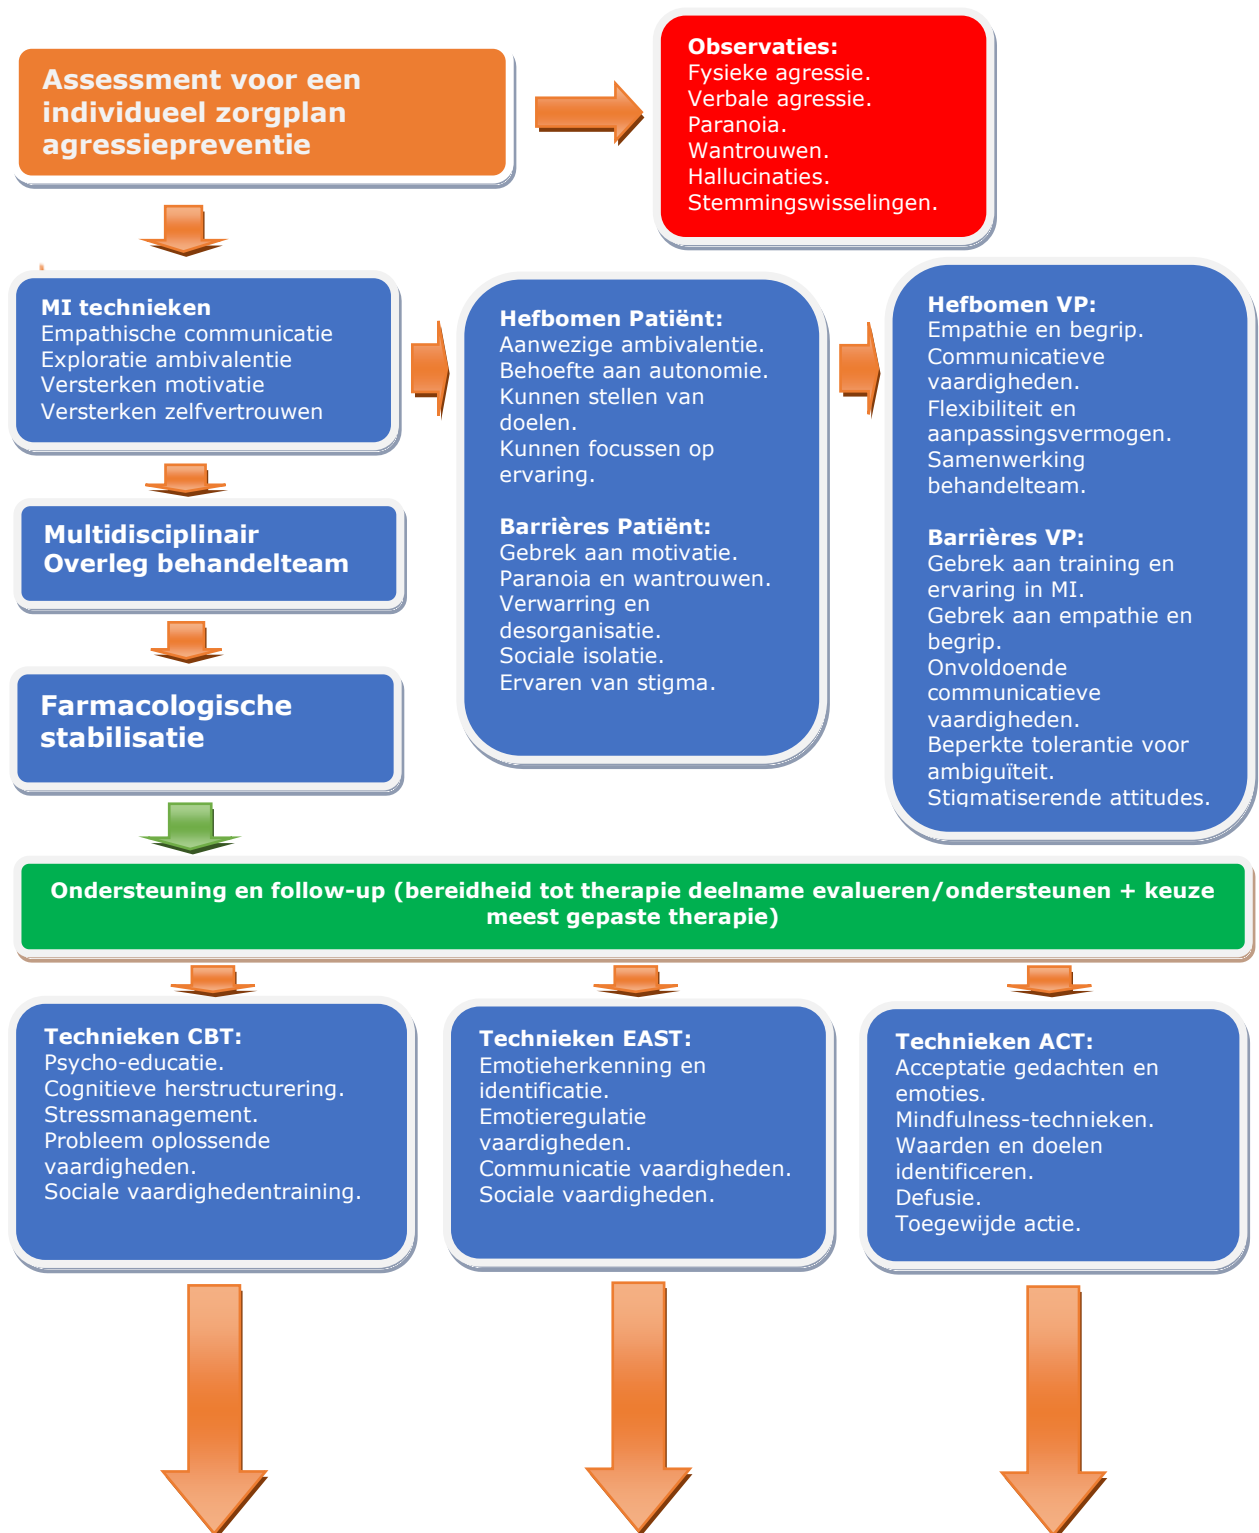 Assessment voor een
individueel zorgplan
agressiepreventie
Observaties:
Fysieke agressie.
Verbale agressie.
Paranoia.
Wantrouwen.
Hallucinaties.
Stemmingswisselingen.
MI technieken
Empathische communicatie
Exploratie ambivalentie
Versterken motivatie
Versterken zelfvertrouwen
Hefbomen Patiënt:
Aanwezige ambivalentie.
Behoefte aan autonomie.
Kunnen stellen van
doelen.
Kunnen focussen op
ervaring.
Barrières Patiënt:
Gebrek aan motivatie.
Paranoia en wantrouwen.
Verwarring en
desorganisatie.
Sociale isolatie.
Ervaren van stigma.
Hefbomen VP:
Empathie en begrip.
Communicatieve
vaardigheden.
Flexibiliteit en
aanpassingsvermogen.
Samenwerking
behandelteam.
Barrières VP:
Gebrek aan training en
ervaring in MI.
Gebrek aan empathie en
begrip.
Onvoldoende
communicatieve
vaardigheden.
Beperkte tolerantie voor
ambiguïteit.
Stigmatiserende attitudes.
Multidisciplinair
Overleg behandelteam
Farmacologische
stabilisatie
Ondersteuning en follow-up (bereidheid tot therapie deelname evalueren/ondersteunen + keuze
meest gepaste therapie)
Technieken CBT:
Psycho-educatie.
Cognitieve herstructurering.
Stressmanagement.
Probleem oplossende
vaardigheden.
Sociale vaardighedentraining.
Technieken EAST:
Emotieherkenning en
identificatie.
Emotieregulatie
vaardigheden.
Communicatie vaardigheden.
Sociale vaardigheden.
Technieken ACT:
Acceptatie gedachten en
emoties.
Mindfulness-technieken.
Waarden en doelen
identificeren.
Defusie.
Toegewijde actie.